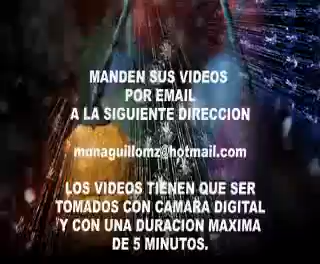 MANDEN SUS VIDEOS
POR EMAIL
A LA SIGUIENTE DIRECCION
monaguillomz@hotmail.com
LOS VIDEOS TIENEN QUE SER
TOMADOS CON CAMARA DIGITAL
Y CON UNA DURACION MAXIMA
DE 5 MINUTOS.